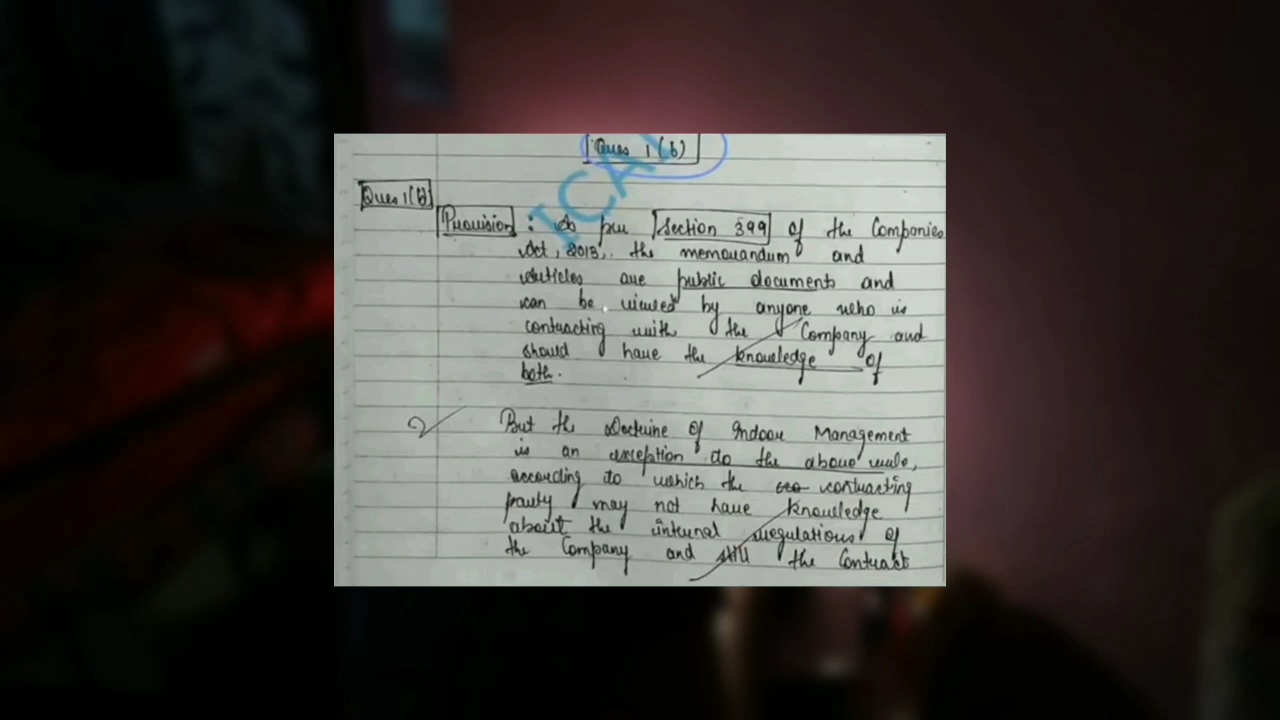 Ques 1(b)
ICAI
Ques 1(b)
Provision : As per Section 399 of the Companies
Act, 2013, the memorandum and
Articles are public documents and
can be viewed by anyone who is
contracting with the Company and
should have the knowledge of
both.
But the Doctrine of Indoor Management
is an exception to the above rule,
according to which the contracting
party may not have knowledge
about the internal regulations of
the Company and still the Contract